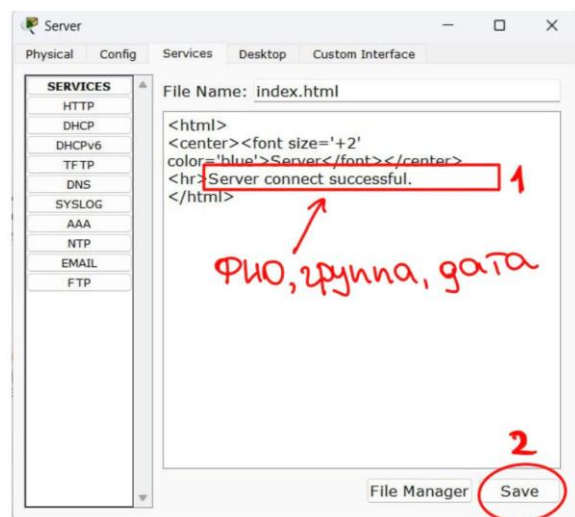 Server
Physical Config Services Desktop Custom Interface
SERVICES
HTTP
DHCP
DHCPv6
TFTP
DNS
SYSLOG
AAA
NTP
EMAIL
FTP
File Name: index.html
<html>
<center><font size='+2'
color='blue'>Server</font></center>
<hr>Server connect successful.
</html>
1
ФИО, группа, дата
2
File Manager Save